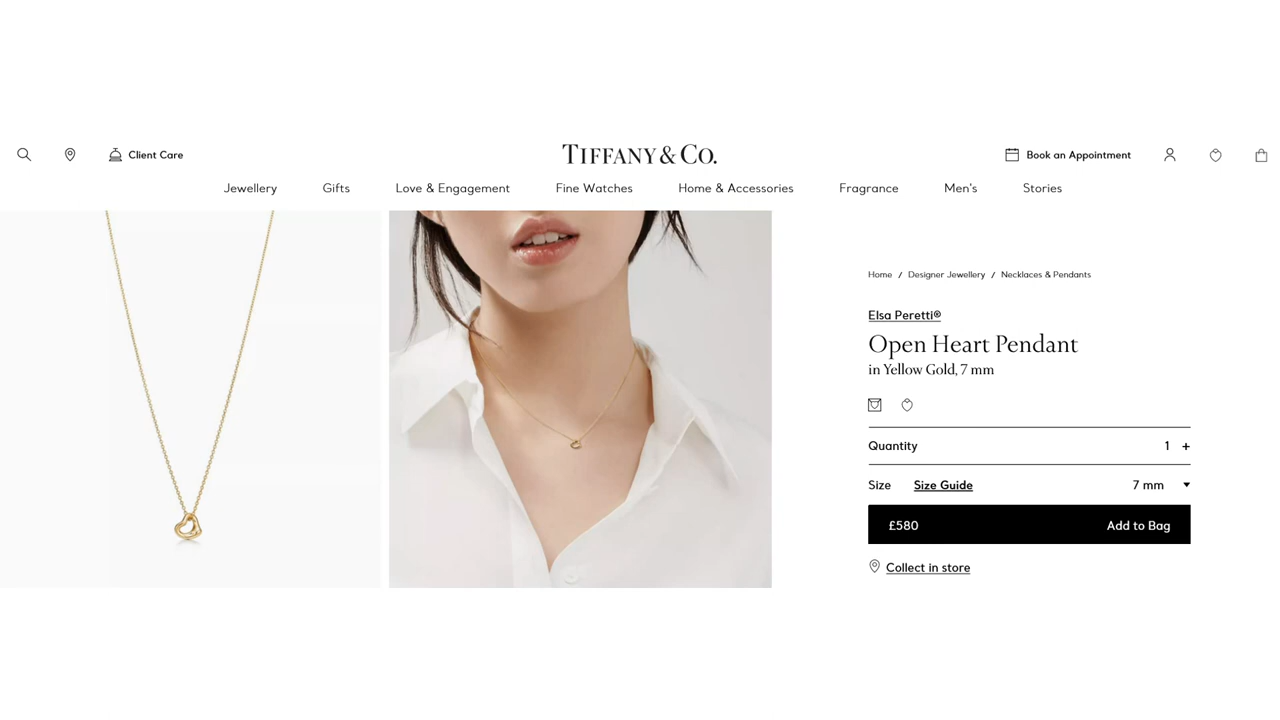 Client Care
TIFFANY & CO.
Book an Appointment
Jewellery Gifts Love & Engagement Fine Watches Home & Accessories Fragrance Men's Stories
Home / Designer Jewellery / Necklaces & Pendants
Elsa Peretti®
Open Heart Pendant
in Yellow Gold, 7 mm
Quantity 1 +
Size Size Guide 7 mm
£580 Add to Bag
Collect in store